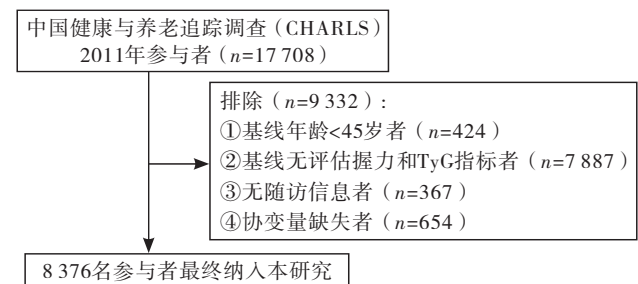 中国健康与养老追踪调查（CHARLS）
2011年参与者（n=17 708）
排除（n=9 332）:
①基线年龄<45岁者（n=424）
②基线无评估握力和TyG指标者（n=7 887）
③无随访信息者（n=367）
④协变量缺失者（n=654）
8 376名参与者最终纳入本研究